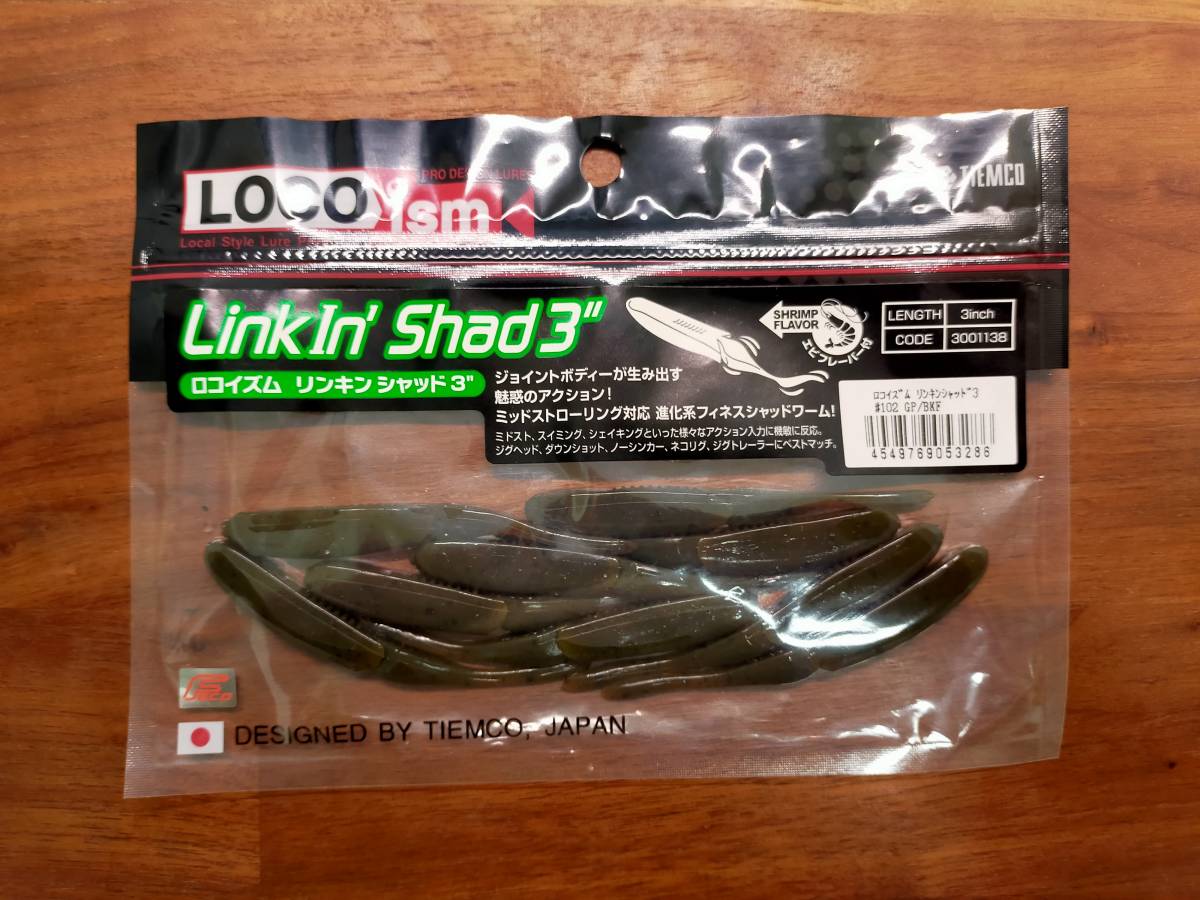 LOCO ism
PRO DESIGN LURES
Local Style Lure
TIEMCO
LinkIn' Shad 3"
ロコイズム リンキン シャッド 3"
SHRIMP
FLAVOR
エビフレーバー付
LENGTH 3inch
CODE 3001138
ジョイントボディーが生み出す
魅惑のアクション!
ミッドストローリング対応 進化系フィネスシャッドワーム!
ミドスト、スイミング、シェイキングといった様々なアクション入力に機敏に反応。
ジグヘッド、ダウンショット、ノーシンカー、ネコリグ、ジグトレーラーにベストマッチ。
ロコイズム リンキンシャッド3
#102 GP/BKF
4549769053286
DESIGNED BY TIEMCO, JAPAN